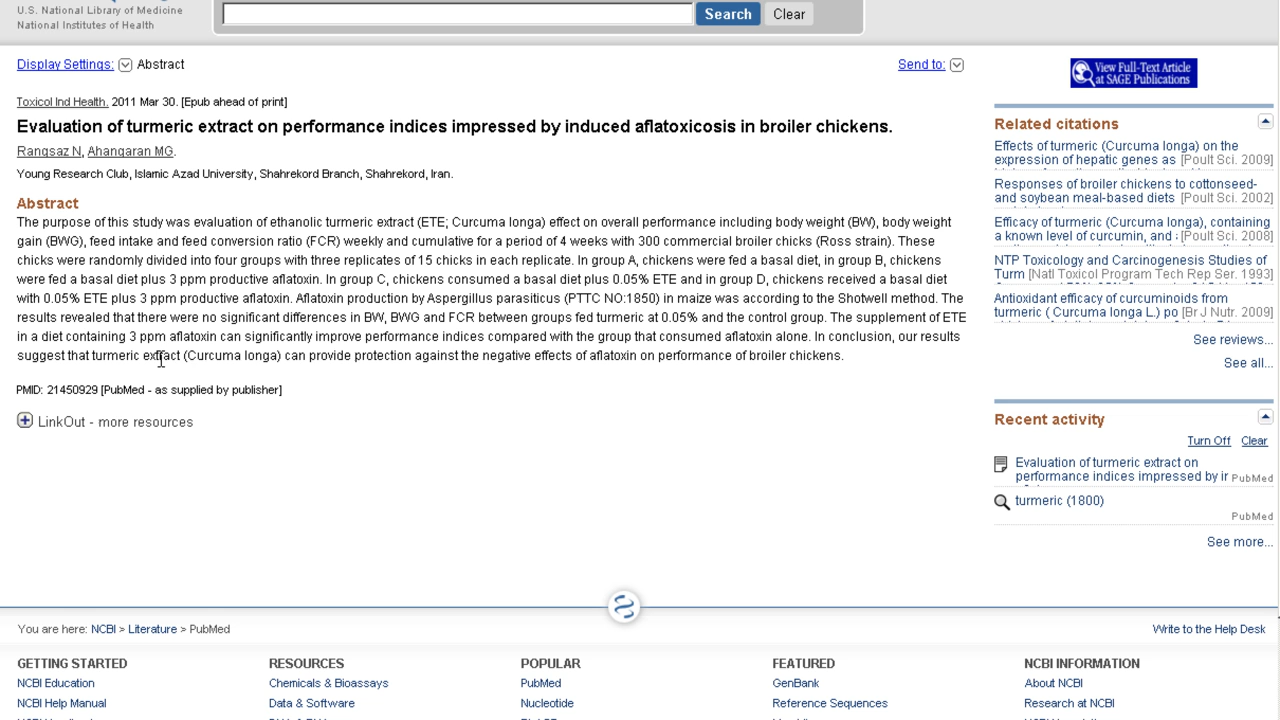 U.S. National Library of Medicine
National Institutes of Health
Search
Clear
Display Settings: Abstract
Send to:
View Full-Text Article
at SAGE Publications
Toxicol Ind Health. 2011 Mar 30. [Epub ahead of print]
Evaluation of turmeric extract on performance indices impressed by induced aflatoxicosis in broiler chickens.
Rangsaz N, Ahangaran MG.
Young Research Club, Islamic Azad University, Shahrekord Branch, Shahrekord, Iran.
Abstract
The purpose of this study was evaluation of ethanolic turmeric extract (ETE; Curcuma longa) effect on overall performance including body weight (BW), body weight
gain (BWG), feed intake and feed conversion ratio (FCR) weekly and cumulative for a period of 4 weeks with 300 commercial broiler chicks (Ross strain). These
chicks were randomly divided into four groups with three replicates of 15 chicks in each replicate. In group A, chickens were fed a basal diet, in group B, chickens
were fed a basal diet plus 3 ppm productive aflatoxin. In group C, chickens consumed a basal diet plus 0.05% ETE and in group D, chickens received a basal diet
with 0.05% ETE plus 3 ppm productive aflatoxin. Aflatoxin production by Aspergillus parasiticus (PTTC NO:1850) in maize was according to the Shotwell method. The
results revealed that there were no significant differences in BW, BWG and FCR between groups fed turmeric at 0.05% and the control group. The supplement of ETE
in a diet containing 3 ppm aflatoxin can significantly improve performance indices compared with the group that consumed aflatoxin alone. In conclusion, our results
suggest that turmeric extract (Curcuma longa) can provide protection against the negative effects of aflatoxin on performance of broiler chickens.
PMID: 21450929 [PubMed - as supplied by publisher]
LinkOut - more resources
Related citations
Effects of turmeric (Curcuma longa) on the
expression of hepatic genes as [Poult Sci. 2009]
Responses of broiler chickens to cottonseed-
and soybean meal-based diets [Poult Sci. 2002]
Efficacy of turmeric (Curcuma longa), containing
a known level of curcumin, and [Poult Sci. 2008]
NTP Toxicology and Carcinogenesis Studies of
Turm [Natl Toxicol Program Tech Rep Ser. 1993]
Antioxidant efficacy of curcuminoids from
turmeric ( Curcuma longa L.) po [Br J Nutr. 2009]
See reviews...
See all...
Recent activity
Turn Off Clear
Evaluation of turmeric extract on
performance indices impressed by ir PubMed
turmeric (1800)
PubMed
See more...
You are here: NCBI > Literature > PubMed
Write to the Help Desk
GETTING STARTED
NCBI Education
NCBI Help Manual
RESOURCES
Chemicals & Bioassays
Data & Software
POPULAR
PubMed
Nucleotide
FEATURED
GenBank
Reference Sequences
NCBI INFORMATION
About NCBI
Research at NCBI